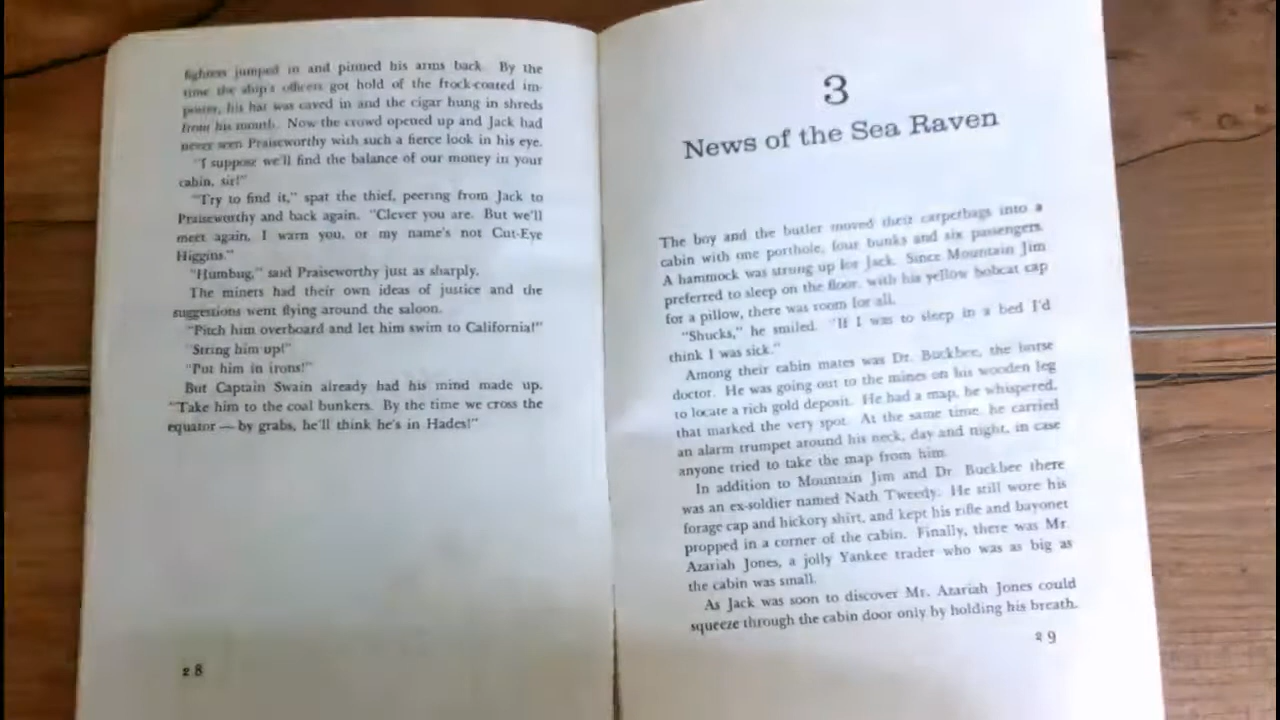 fighters jumped in and pinned his arms back. By the
time the ship's officers got hold of the frock-coated im-
poster, his hat was caved in and the cigar hung in shreds
from his mouth. Now the crowd opened up and Jack had
never seen Praiseworthy with such a fierce look in his eye.
"I suppose we'll find the balance of our money in your
cabin, sir!"
"Try to find it," spat the thief, peering from Jack to
Praiseworthy and back again. "Clever you are. But we'll
meet again, I warn you, or my name's not Cut-Eye
Higgins."
"Humbug," said Praiseworthy just as sharply.
The miners had their own ideas of justice and the
suggestions went flying around the saloon.
"Pitch him overboard and let him swim to California!"
"String him up!"
"Put him in irons!"
But Captain Swain already had his mind made up.
"Take him to the coal bunkers. By the time we cross the
equator — by grabs, he'll think he's in Hades!"
28
3
News of the Sea Raven
The boy and the butler moved their carpetbags into a
cabin with one porthole, four bunks and six passengers.
A hammock was strung up for Jack. Since Mountain Jim
preferred to sleep on the floor, with his yellow bobcat cap
for a pillow, there was room for all.
"Shucks," he smiled. "If I was to sleep in a bed I'd
think I was sick."
Among their cabin mates was Dr. Buckbee, the horse
doctor. He was going out to the mines on his wooden leg
to locate a rich gold deposit. He had a map, he whispered,
that marked the very spot. At the same time, he carried
an alarm trumpet around his neck, day and night, in case
anyone tried to take the map from him.
In addition to Mountain Jim and Dr. Buckbee there
was an ex-soldier named Nath Tweedy. He still wore his
forage cap and hickory shirt, and kept his rifle and bayonet
propped in a corner of the cabin. Finally, there was Mr.
Azariah Jones, a jolly Yankee trader who was as big as
the cabin was small.
As Jack was soon to discover Mr. Azariah Jones could
squeeze through the cabin door only by holding his breath.
29